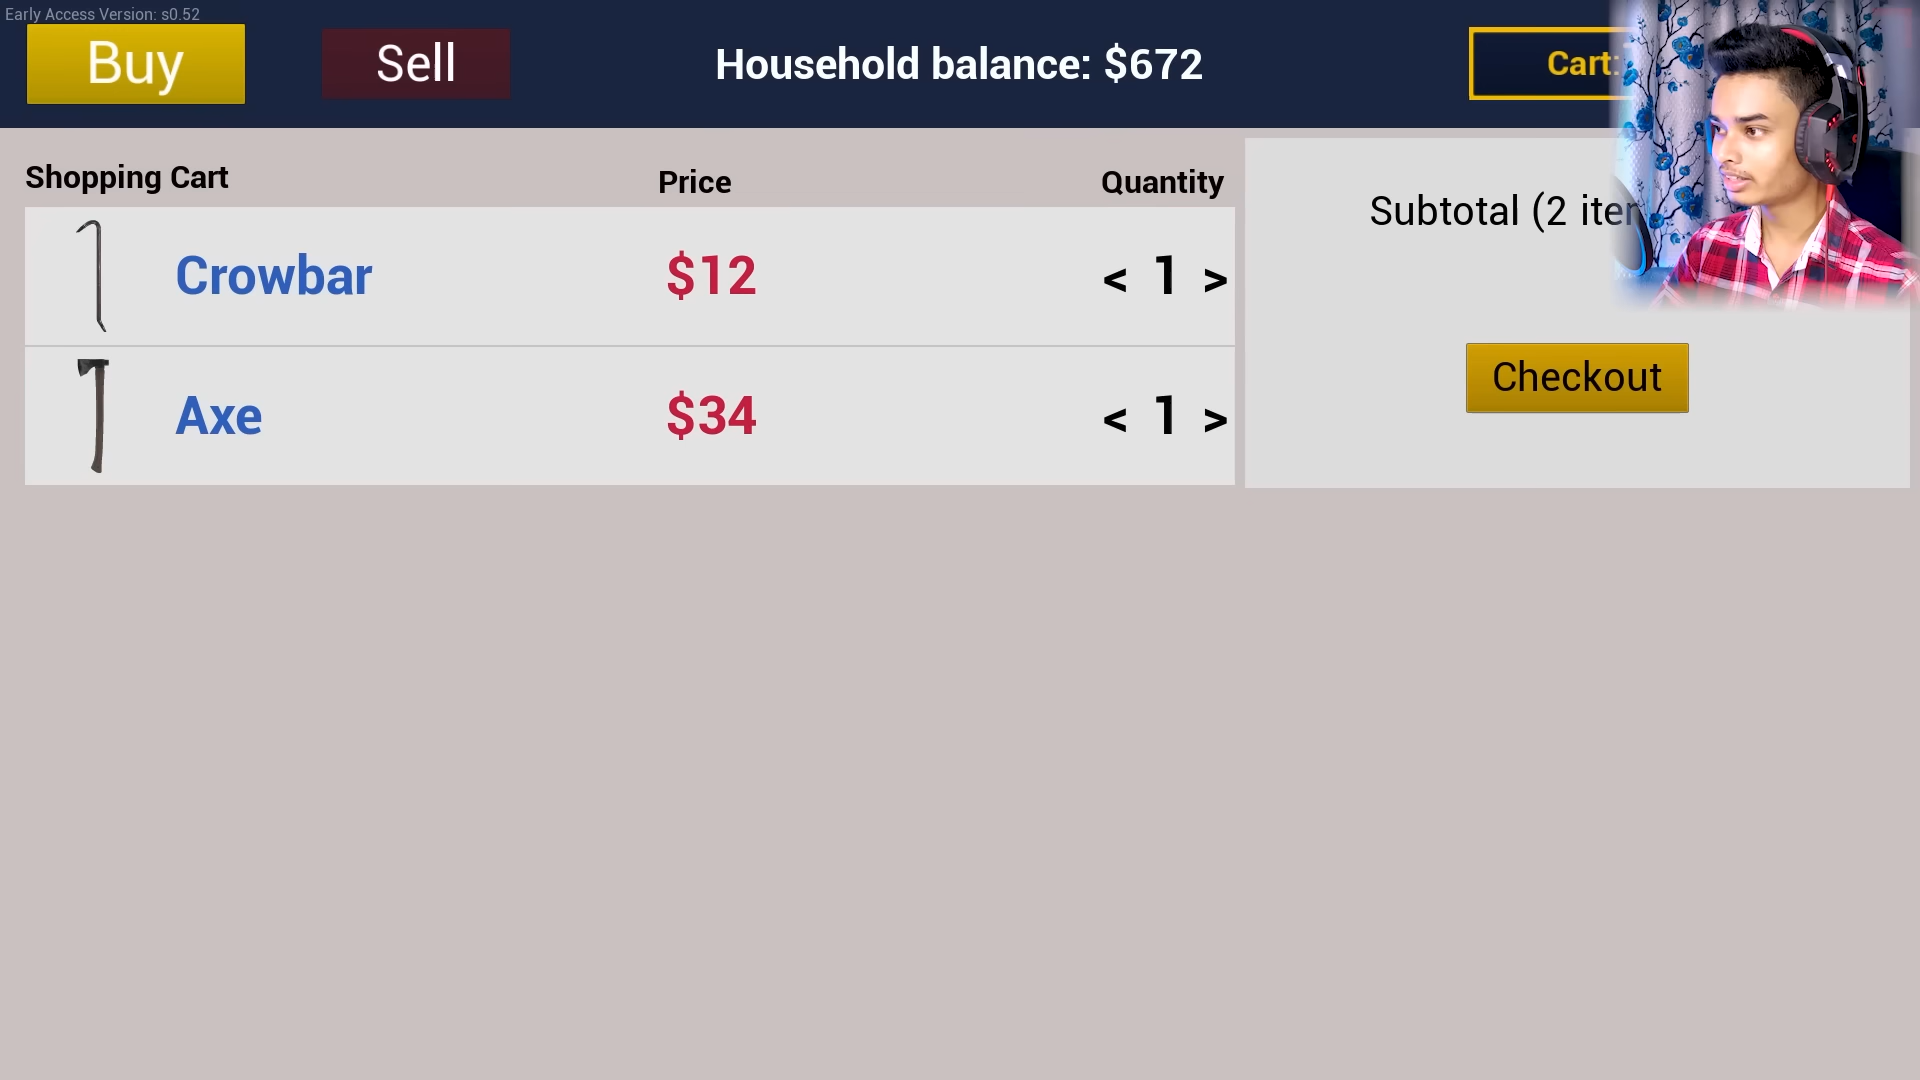 Early Access Version: s0.52
Buy
Sell
Household balance: $672
Cart:
Shopping Cart
Price
Quantity
Subtotal (2
Crowbar
$12
< 1 >
Axe
$34
< 1 >
Checkout